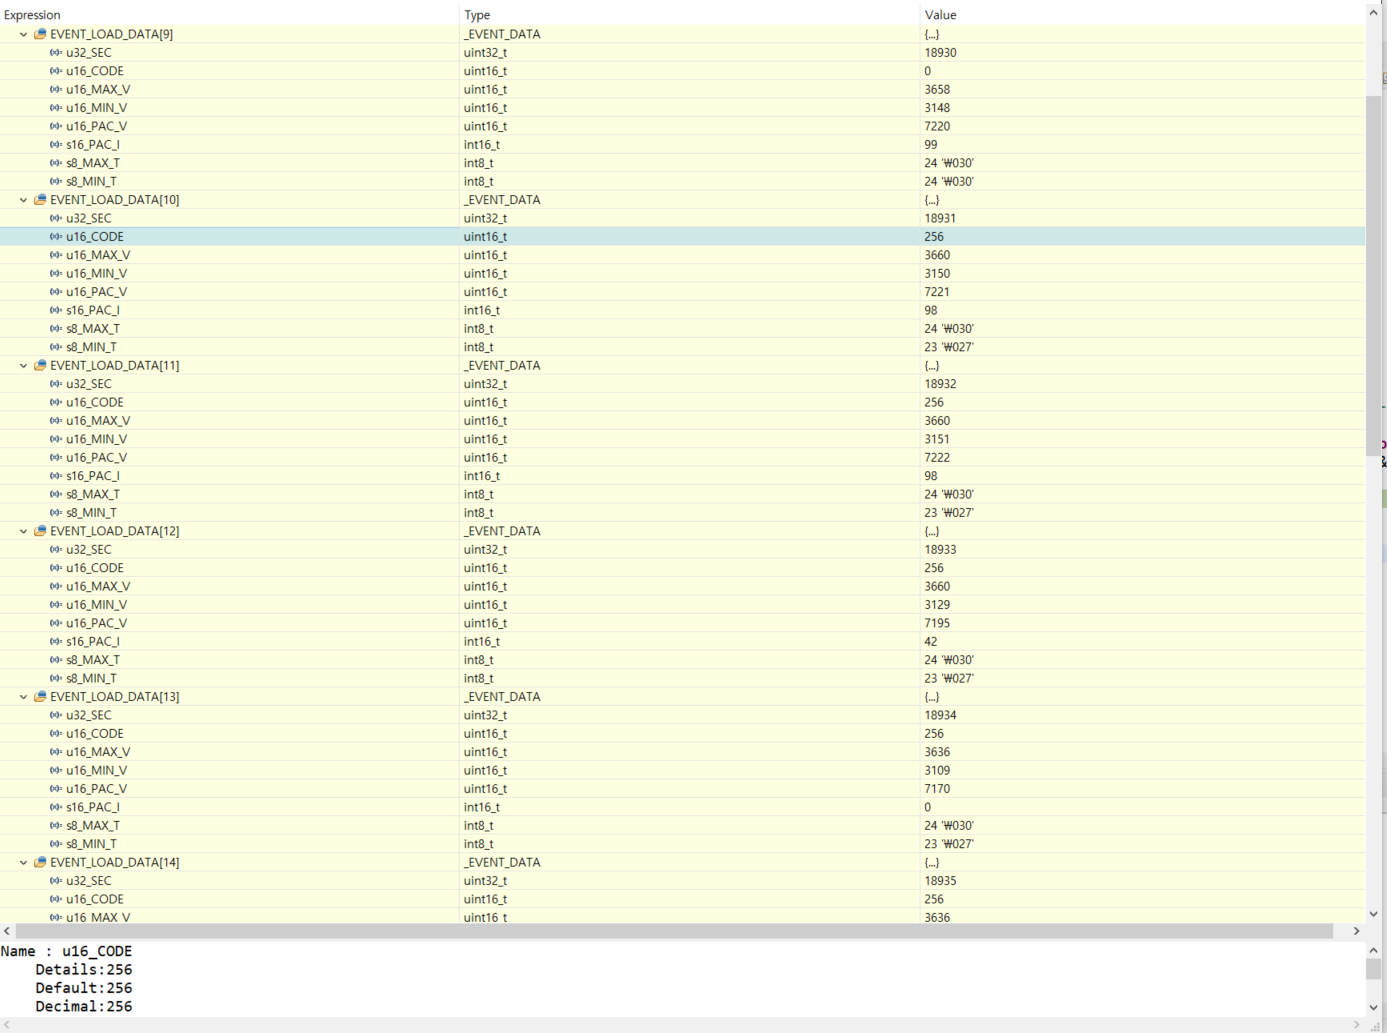 Expression Type Value
EVENT_LOAD_DATA[9] _EVENT_DATA {...}
(x)= u32_SEC uint32_t 18930
(x)= u16_CODE uint16_t 0
(x)= u16_MAX_V uint16_t 3658
(x)= u16_MIN_V uint16_t 3148
(x)= u16_PAC_V uint16_t 7220
(x)= s16_PAC_I int16_t 99
(x)= s8_MAX_T int8_t 24 '₩030'
(x)= s8_MIN_T int8_t 24 '₩030'
EVENT_LOAD_DATA[10] _EVENT_DATA {...}
(x)= u32_SEC uint32_t 18931
(x)= u16_CODE uint16_t 256
(x)= u16_MAX_V uint16_t 3660
(x)= u16_MIN_V uint16_t 3150
(x)= u16_PAC_V uint16_t 7221
(x)= s16_PAC_I int16_t 98
(x)= s8_MAX_T int8_t 24 '₩030'
(x)= s8_MIN_T int8_t 23 '₩027'
EVENT_LOAD_DATA[11] _EVENT_DATA {...}
(x)= u32_SEC uint32_t 18932
(x)= u16_CODE uint16_t 256
(x)= u16_MAX_V uint16_t 3660
(x)= u16_MIN_V uint16_t 3151
(x)= u16_PAC_V uint16_t 7222
(x)= s16_PAC_I int16_t 98
(x)= s8_MAX_T int8_t 24 '₩030'
(x)= s8_MIN_T int8_t 23 '₩027'
EVENT_LOAD_DATA[12] _EVENT_DATA {...}
(x)= u32_SEC uint32_t 18933
(x)= u16_CODE uint16_t 256
(x)= u16_MAX_V uint16_t 3660
(x)= u16_MIN_V uint16_t 3129
(x)= u16_PAC_V uint16_t 7195
(x)= s16_PAC_I int16_t 42
(x)= s8_MAX_T int8_t 24 '₩030'
(x)= s8_MIN_T int8_t 23 '₩027'
EVENT_LOAD_DATA[13] _EVENT_DATA {...}
(x)= u32_SEC uint32_t 18934
(x)= u16_CODE uint16_t 256
(x)= u16_MAX_V uint16_t 3636
(x)= u16_MIN_V uint16_t 3109
(x)= u16_PAC_V uint16_t 7170
(x)= s16_PAC_I int16_t 0
(x)= s8_MAX_T int8_t 24 '₩030'
(x)= s8_MIN_T int8_t 23 '₩027'
EVENT_LOAD_DATA[14] _EVENT_DATA {...}
(x)= u32_SEC uint32_t 18935
(x)= u16_CODE uint16_t 256
(x)= u16_MAX_V uint16_t 3636
Name : u16_CODE
Details:256
Default:256
Decimal:256